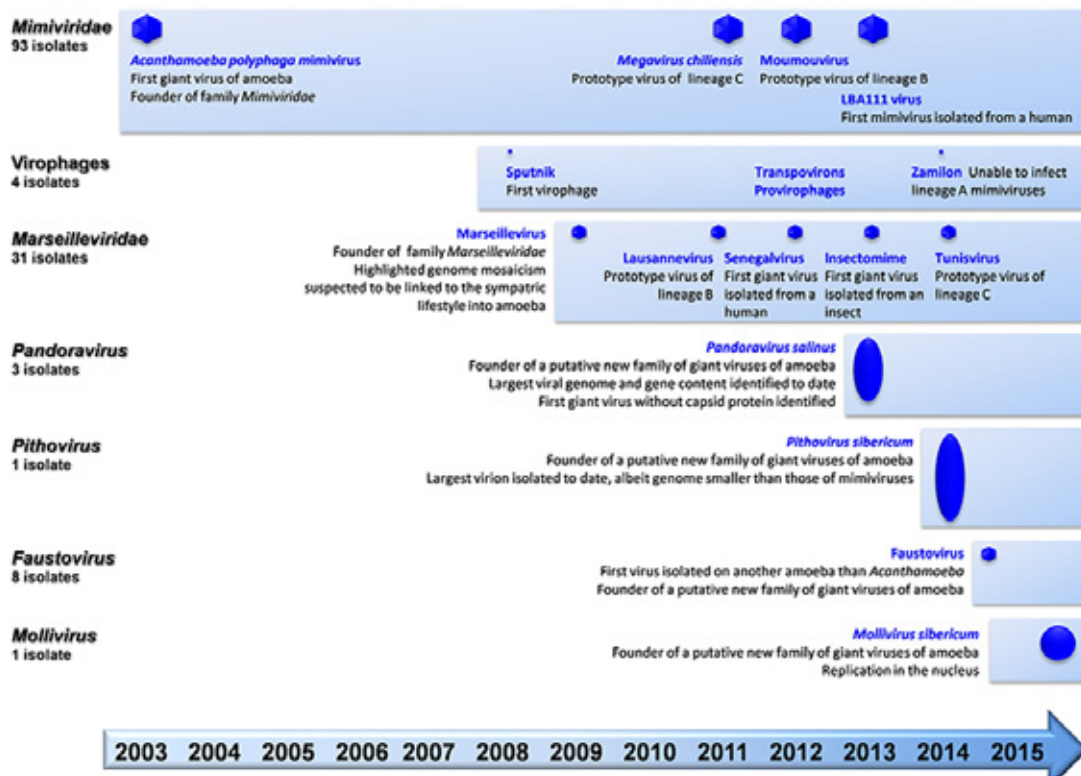 Mimiviridae
93 isolates
Acanthamoeba polyphaga mimivirus
First giant virus of amoeba
Founder of family Mimiviridae
Megavirus chiliensis
Prototype virus of lineage C
Moumouvirus
Prototype virus of lineage B
LBA111 virus
First mimivirus isolated from a human
Virophages
4 isolates
Sputnik
First virophage
Transpovirons
Provirophages
Zamilon Unable to infect
lineage A mimiviruses
Marseilleviridae
31 isolates
Marseillevirus
Founder of family Marseilleviridae
Highlighted genome mosaicism
suspected to be linked to the sympatric
lifestyle into amoeba
Lausannevirus
Prototype virus of
lineage B
Senegalvirus
First giant virus
isolated from a
human
Insectomime
First giant virus
isolated from an
insect
Tunisvirus
Prototype virus of
lineage C
Pandoravirus
3 isolates
Pandoravirus salinus
Founder of a putative new family of giant viruses of amoeba
Largest viral genome and gene content identified to date
First giant virus without capsid protein identified
Pithovirus
1 isolate
Pithovirus sibericum
Founder of a putative new family of giant viruses of amoeba
Largest virion isolated to date, albeit genome smaller than those of mimiviruses
Faustovirus
8 isolates
Faustovirus
First virus isolated on another amoeba than Acanthamoeba
Founder of a putative new family of giant viruses of amoeba
Mollivirus
1 isolate
Mollivirus sibericum
Founder of a putative new family of giant viruses of amoeba
Replication in the nucleus
2003 2004 2005 2006 2007 2008 2009 2010 2011 2012 2013 2014 2015